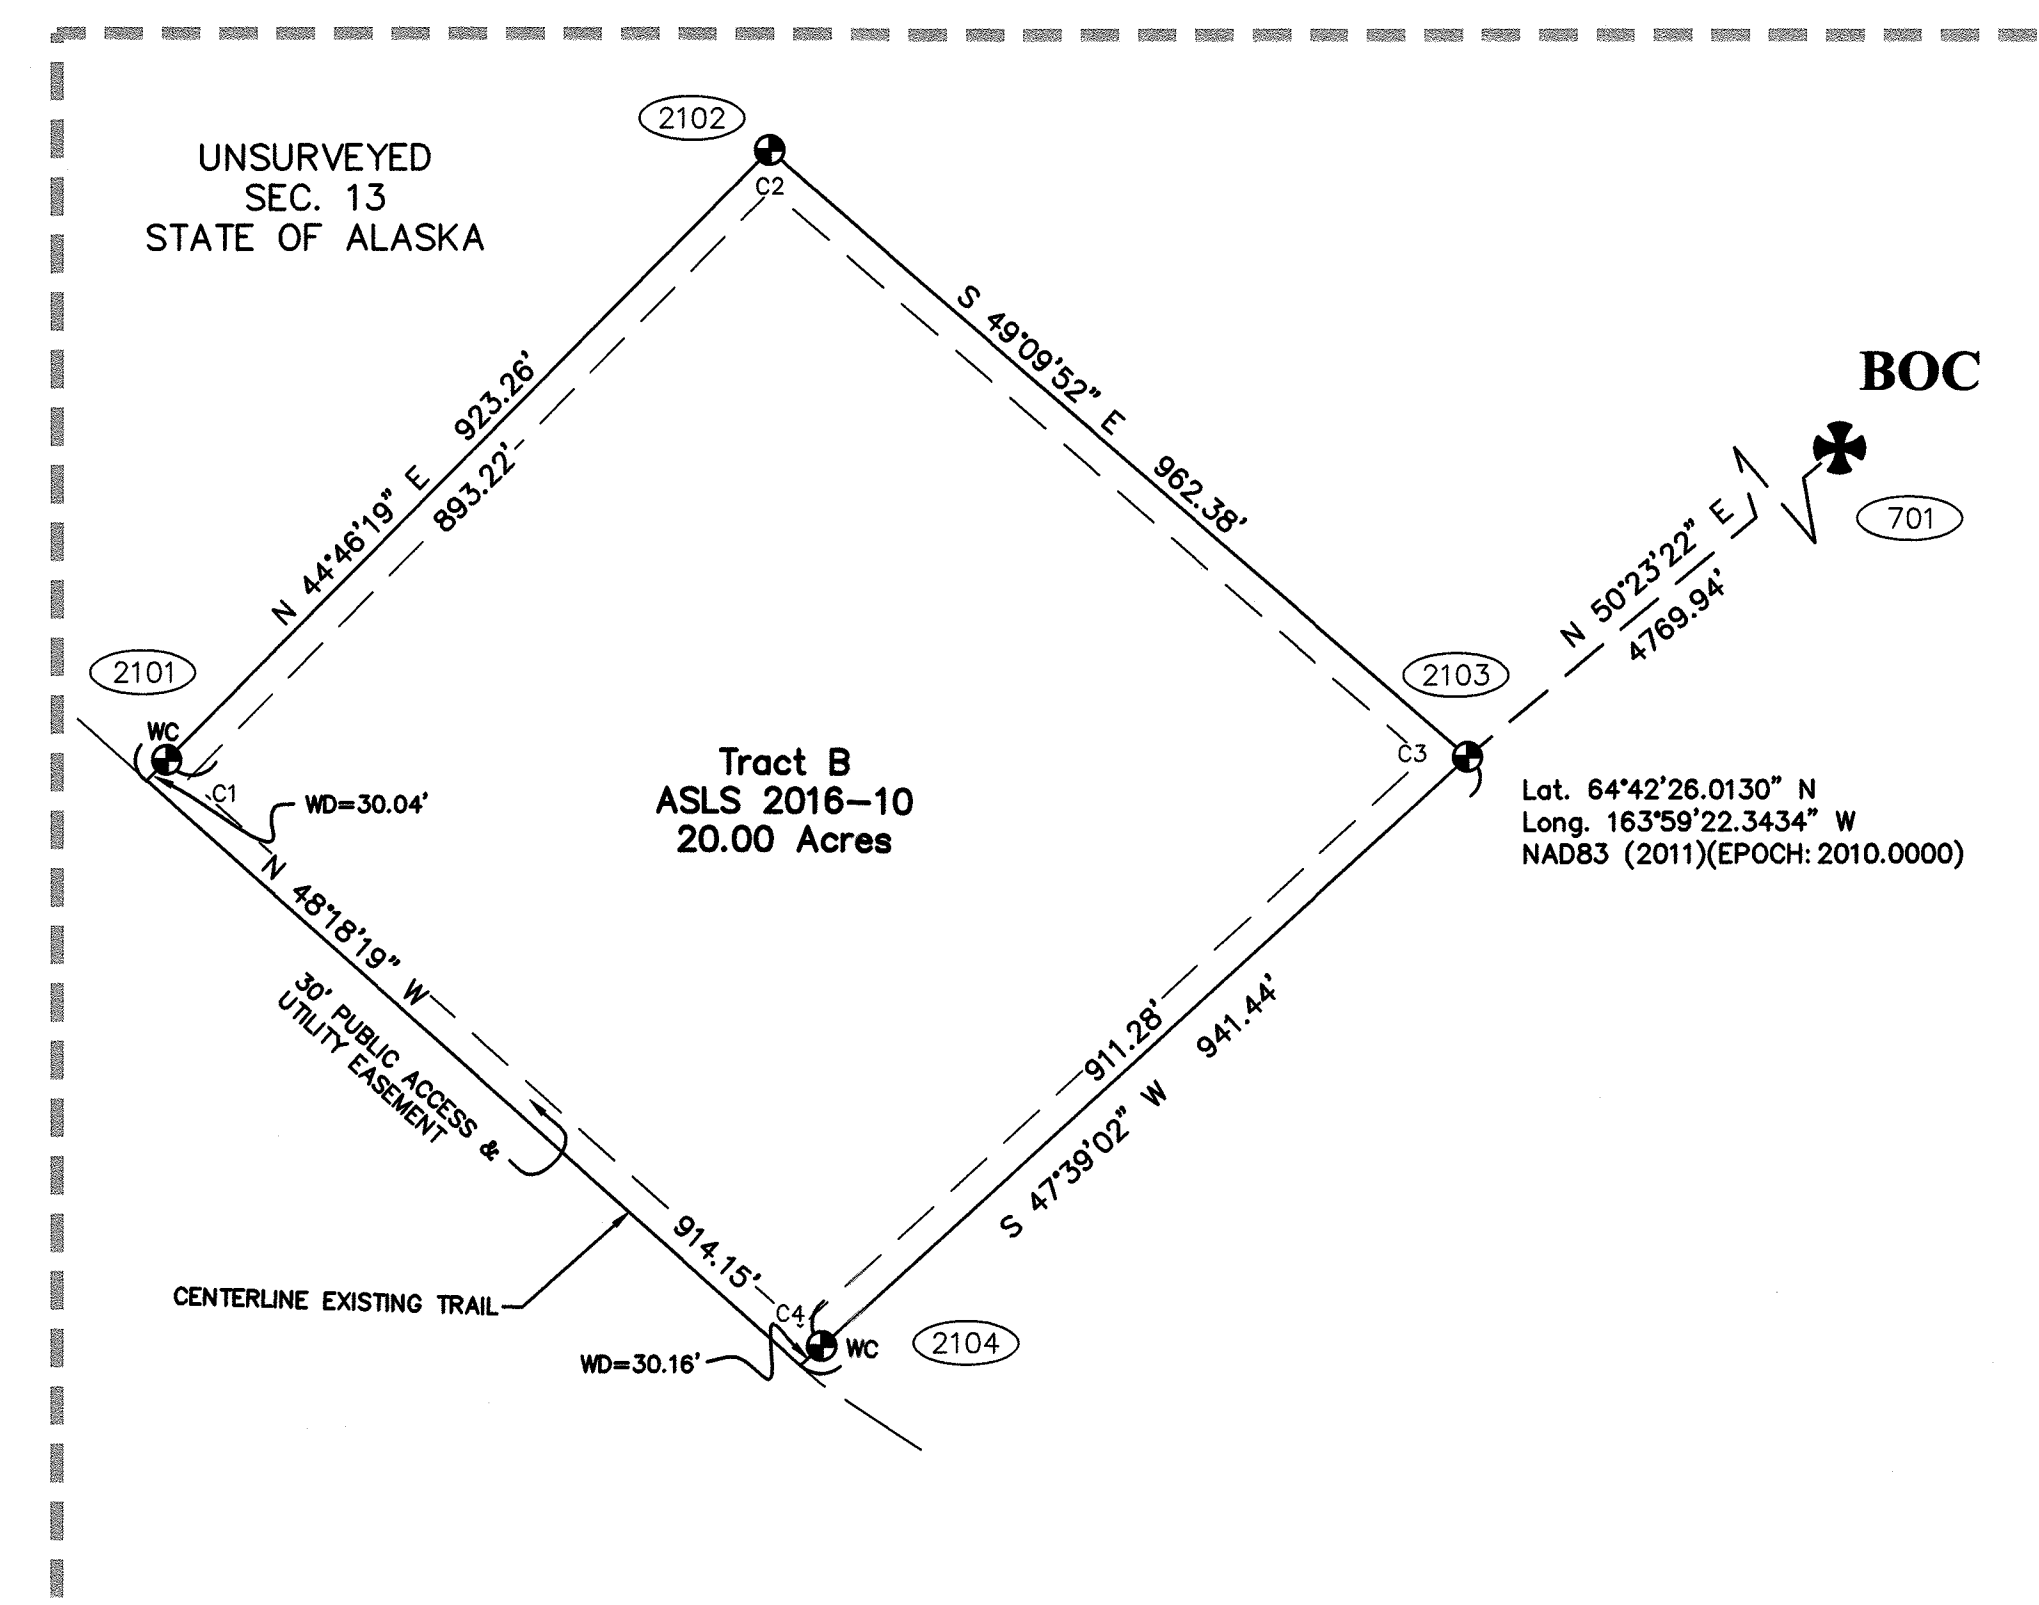 2102
UNSURVEYED
SEC. 13
STATE OF ALASKA
C2
S 49°09'52" E
962.38'
BOC
923.26'
N 44°46'19" E
893.22'
701
N 50°23'22" E
4769.94'
2101
2103
WC
C1
WD=30.04'
Tract B
ASLS 2016-10
20.00 Acres
C3
Lat. 64°42'26.0130" N
Long. 163°59'22.3434" W
NAD83 (2011)(EPOCH: 2010.0000)
N 48°18'19" W
914.15'
30' PUBLIC ACCESS &
UTILITY EASEMENT
911.28'
941.44'
S 47°39'02" W
CENTERLINE EXISTING TRAIL
C4
WD=30.16'
WC
2104